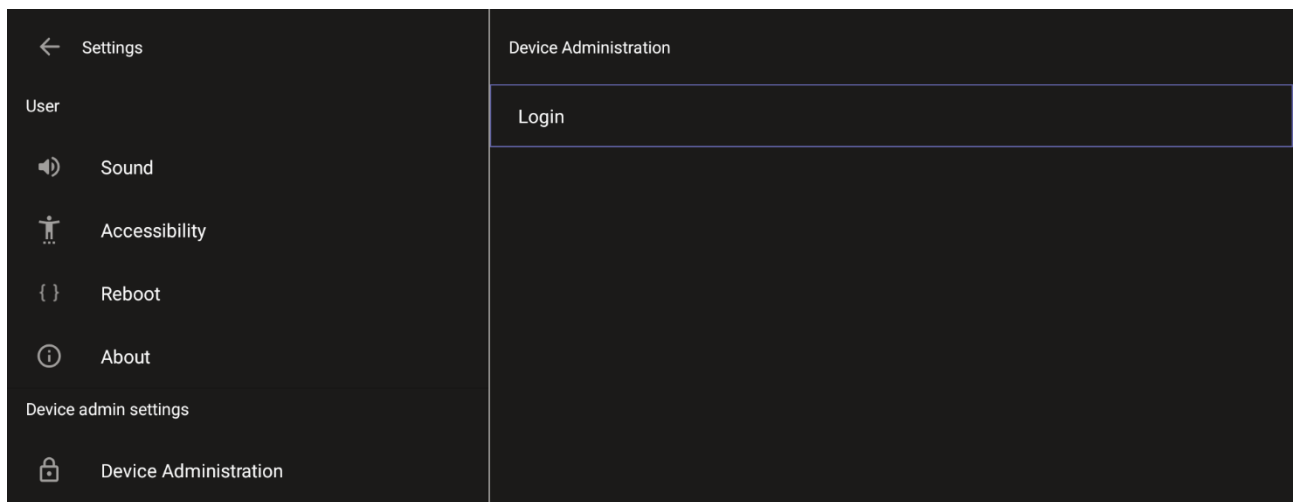 Settings
User
Sound
Accessibility
{ } Reboot
About
Device admin settings
Device Administration
Device Administration
Login